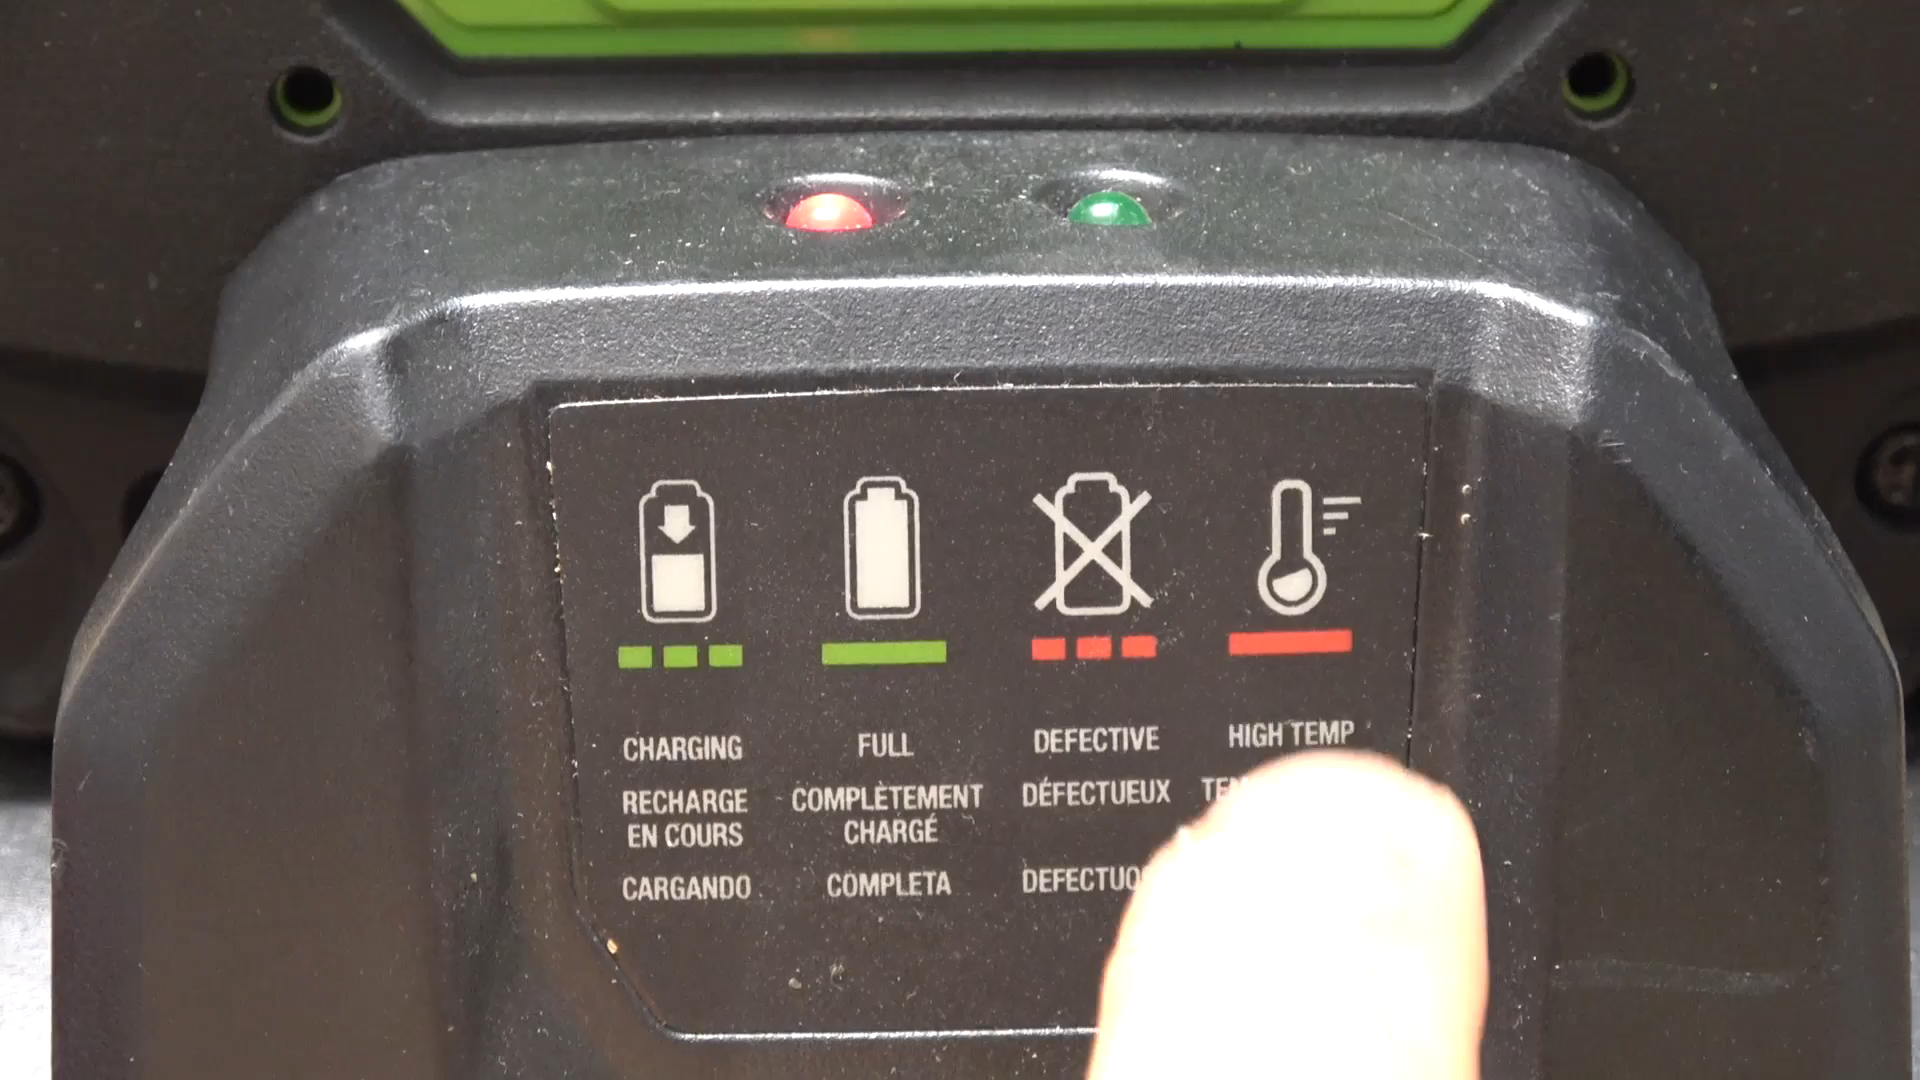 CHARGING
RECHARGE
EN COURS
CARGANDO
FULL
COMPLÈTEMENT
CHARGÉ
COMPLETA
DEFECTIVE
DÉFECTUEUX
HIGH TEMP